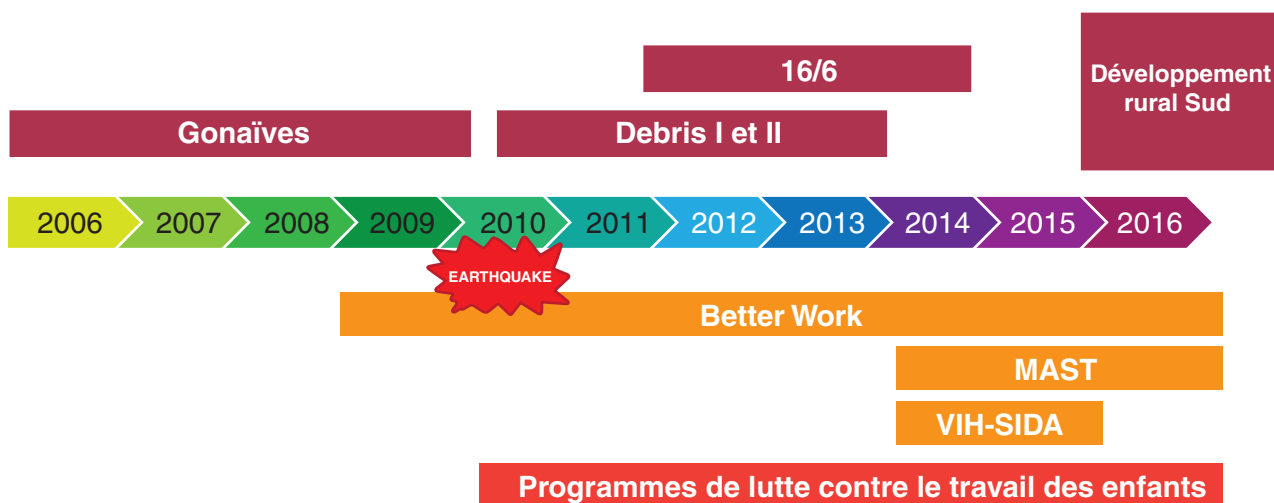 16/6
Développement
rural Sud
Gonaïves
Debris I et II
2006 2007 2008 2009 2010 2011 2012 2013 2014 2015 2016
EARTHQUAKE
Better Work
MAST
VIH-SIDA
Programmes de lutte contre le travail des enfants